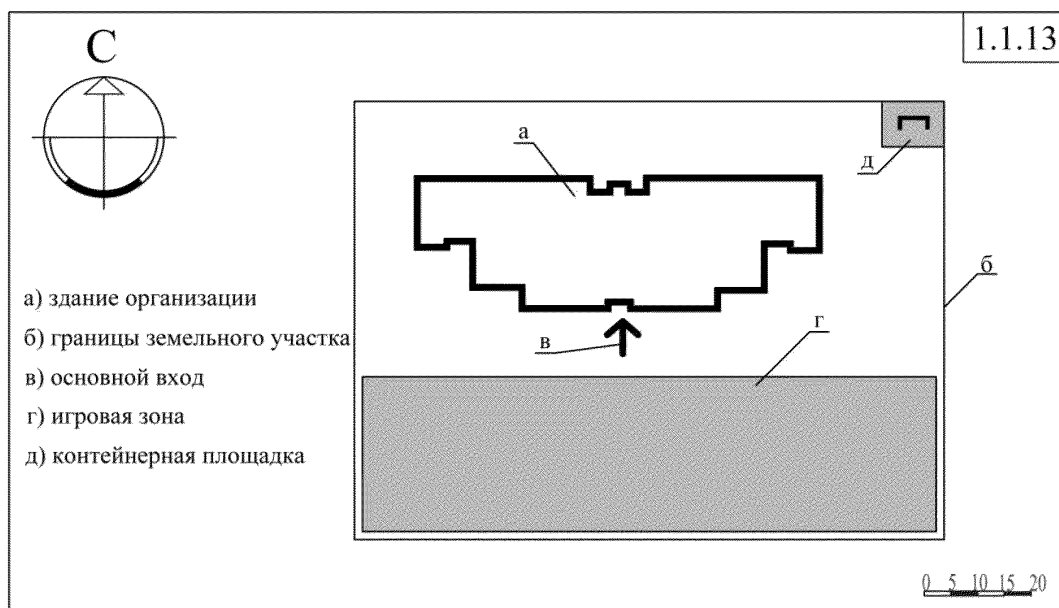 1.1.13
С
а
д
б
а) здание организации
б) границы земельного участка
в) основной вход
г) игровая зона
д) контейнерная площадка
в
г
0 5 10 15 20